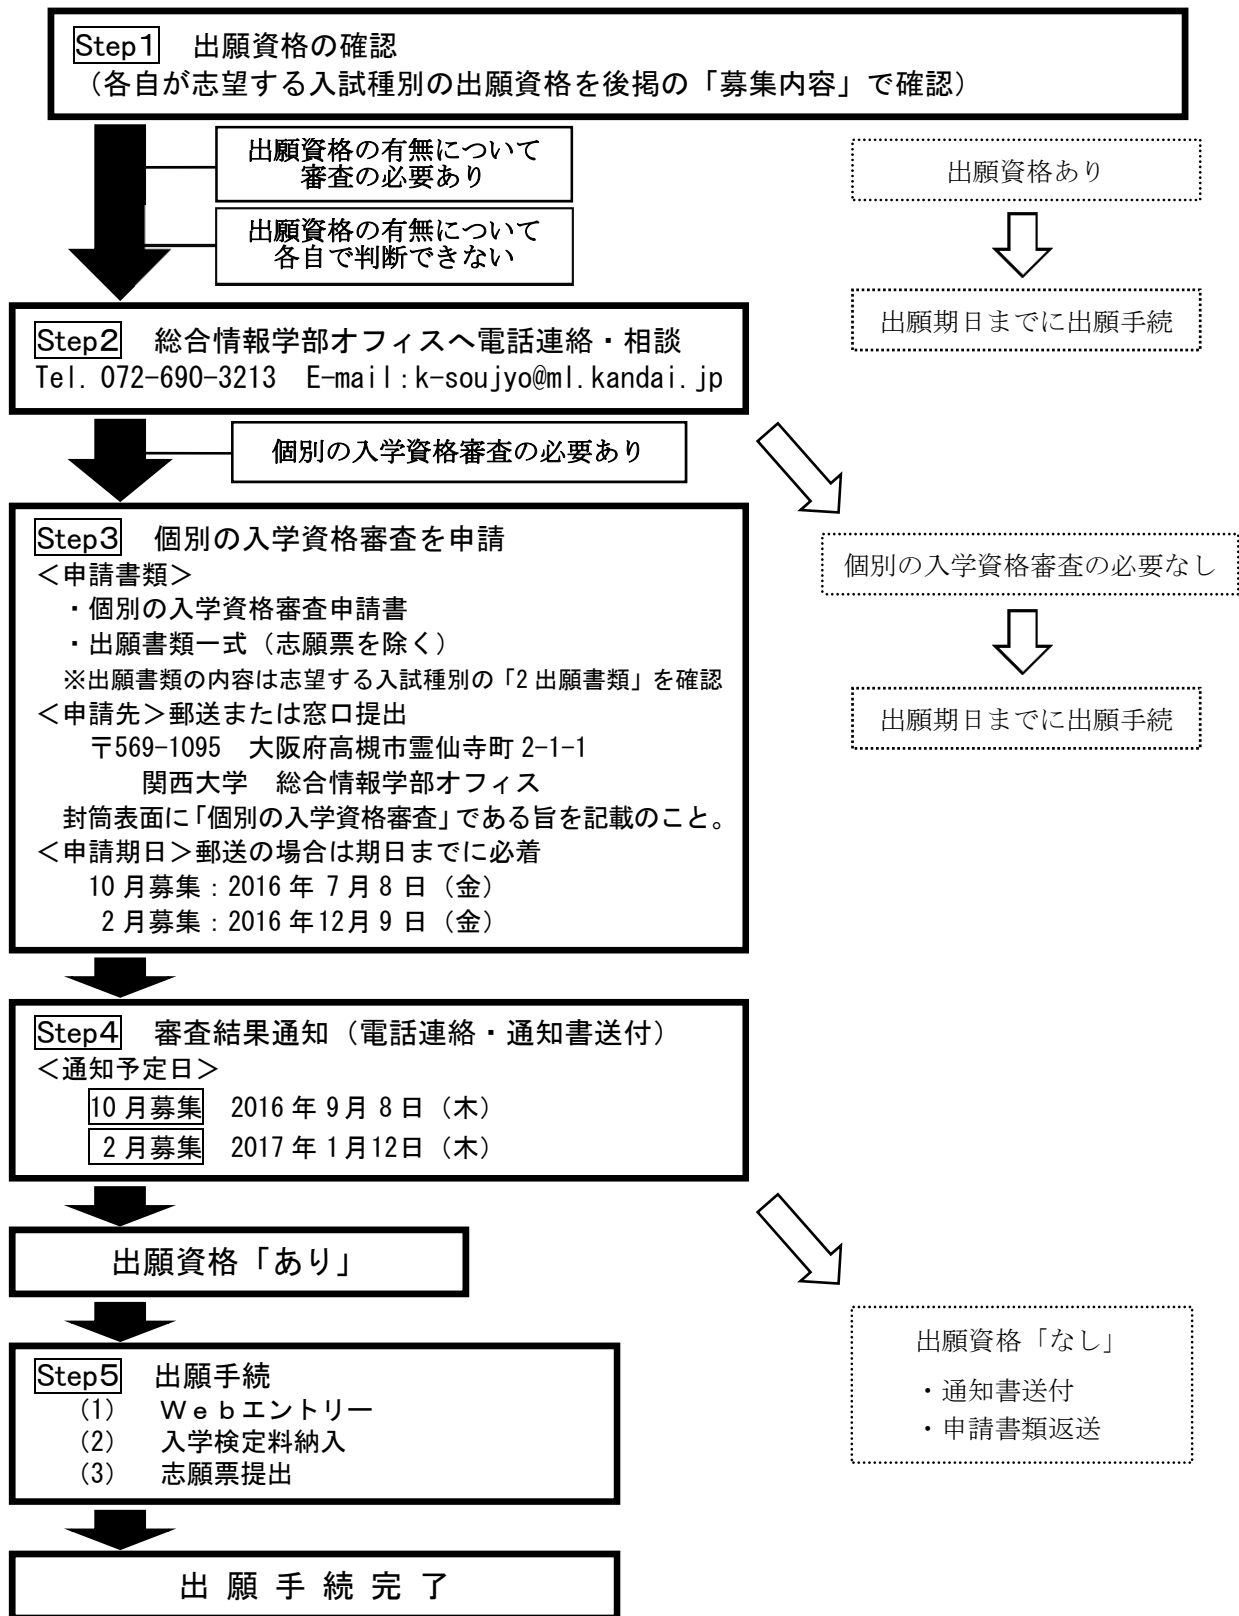 Step1 出願資格の確認
（各自が志望する入試種別の出願資格を後掲の「募集内容」で確認）
出願資格の有無について
審査の必要あり
出願資格の有無について
各自で判断できない
出願資格あり
出願期日までに出願手続
Step2 総合情報学部オフィスへ電話連絡・相談
Tel. 072-690-3213 E-mail:k-soujyo@ml.kandai.jp
個別の入学資格審査の必要あり
個別の入学資格審査の必要なし
出願期日までに出願手続
Step3 個別の入学資格審査を申請
＜申請書類＞
・個別の入学資格審査申請書
・出願書類一式（志願票を除く）
※出願書類の内容は志望する入試種別の「2 出願書類」を確認
＜申請先＞郵送または窓口提出
〒569-1095 大阪府高槻市霊仙寺町 2-1-1
関西大学 総合情報学部オフィス
封筒表面に「個別の入学資格審査」である旨を記載のこと。
＜申請期日＞郵送の場合は期日までに必着
10 月募集：2016 年 7 月 8 日（金）
2 月募集：2016 年 12 月 9 日（金）
Step4 審査結果通知（電話連絡・通知書送付）
＜通知予定日＞
10 月募集 2016 年 9 月 8 日（木）
2 月募集 2017 年 1 月 12 日（木）
出願資格「あり」
出願資格「なし」
・通知書送付
・申請書類返送
Step5 出願手続
(1) Ｗｅｂエントリー
(2) 入学検定料納入
(3) 志願票提出
出 願 手 続 完 了